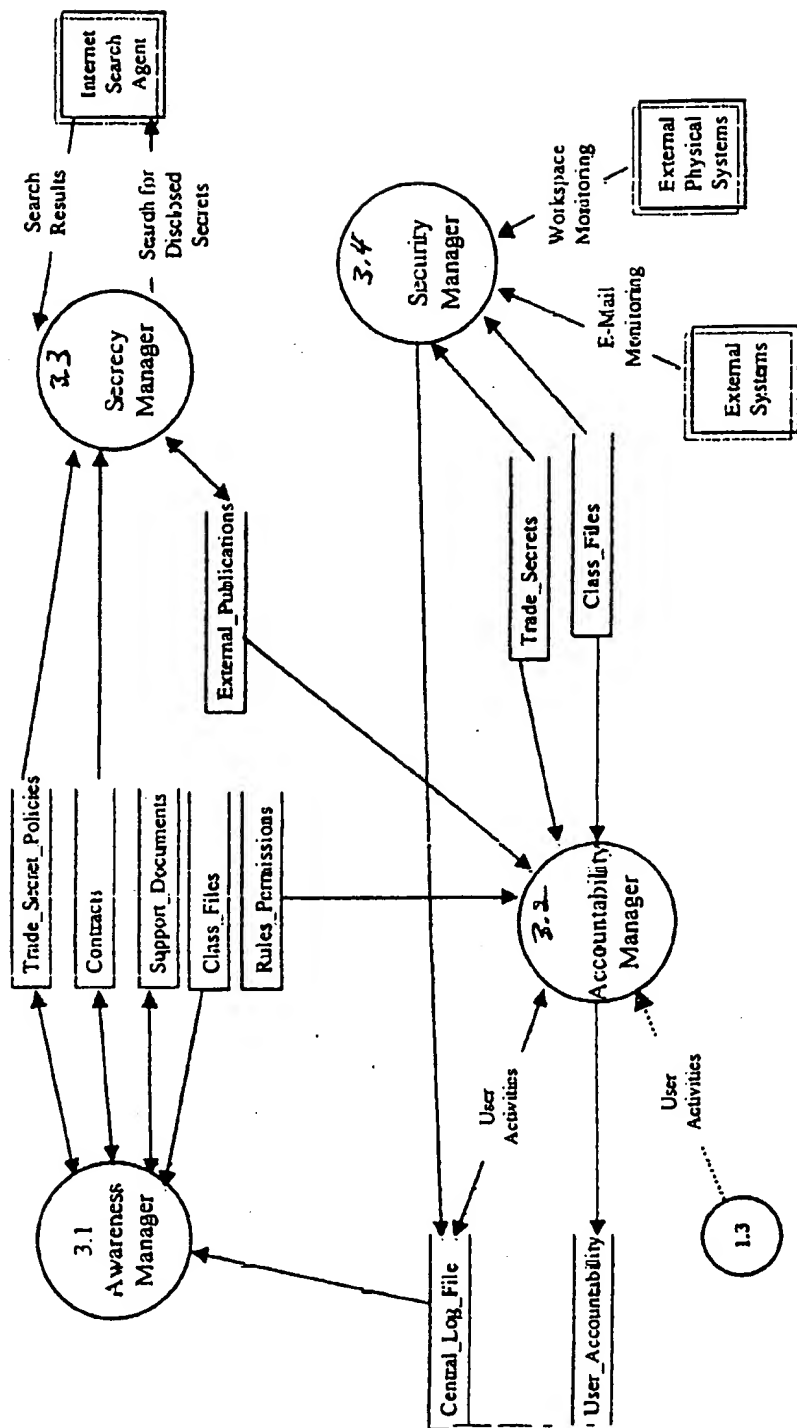 3.1
Awareness
Manager
Trade_Secret_Policies
Contracts
Support_Documents
Class_Files
Rules_Permissions
3.3
Secrecy
Manager
Search
Results
Search for
Disclosed
Secrets
Internet
Search
Agent
External_Publications
Central_Log_File
User_Accountability
User
Activities
3.2
Accountability
Manager
User
Activities
1.3
Trade_Secrets
Class_Files
3.4
Security
Manager
E-Mail
Monitoring
Workspace
Monitoring
External
Systems
External
Physical
Systems